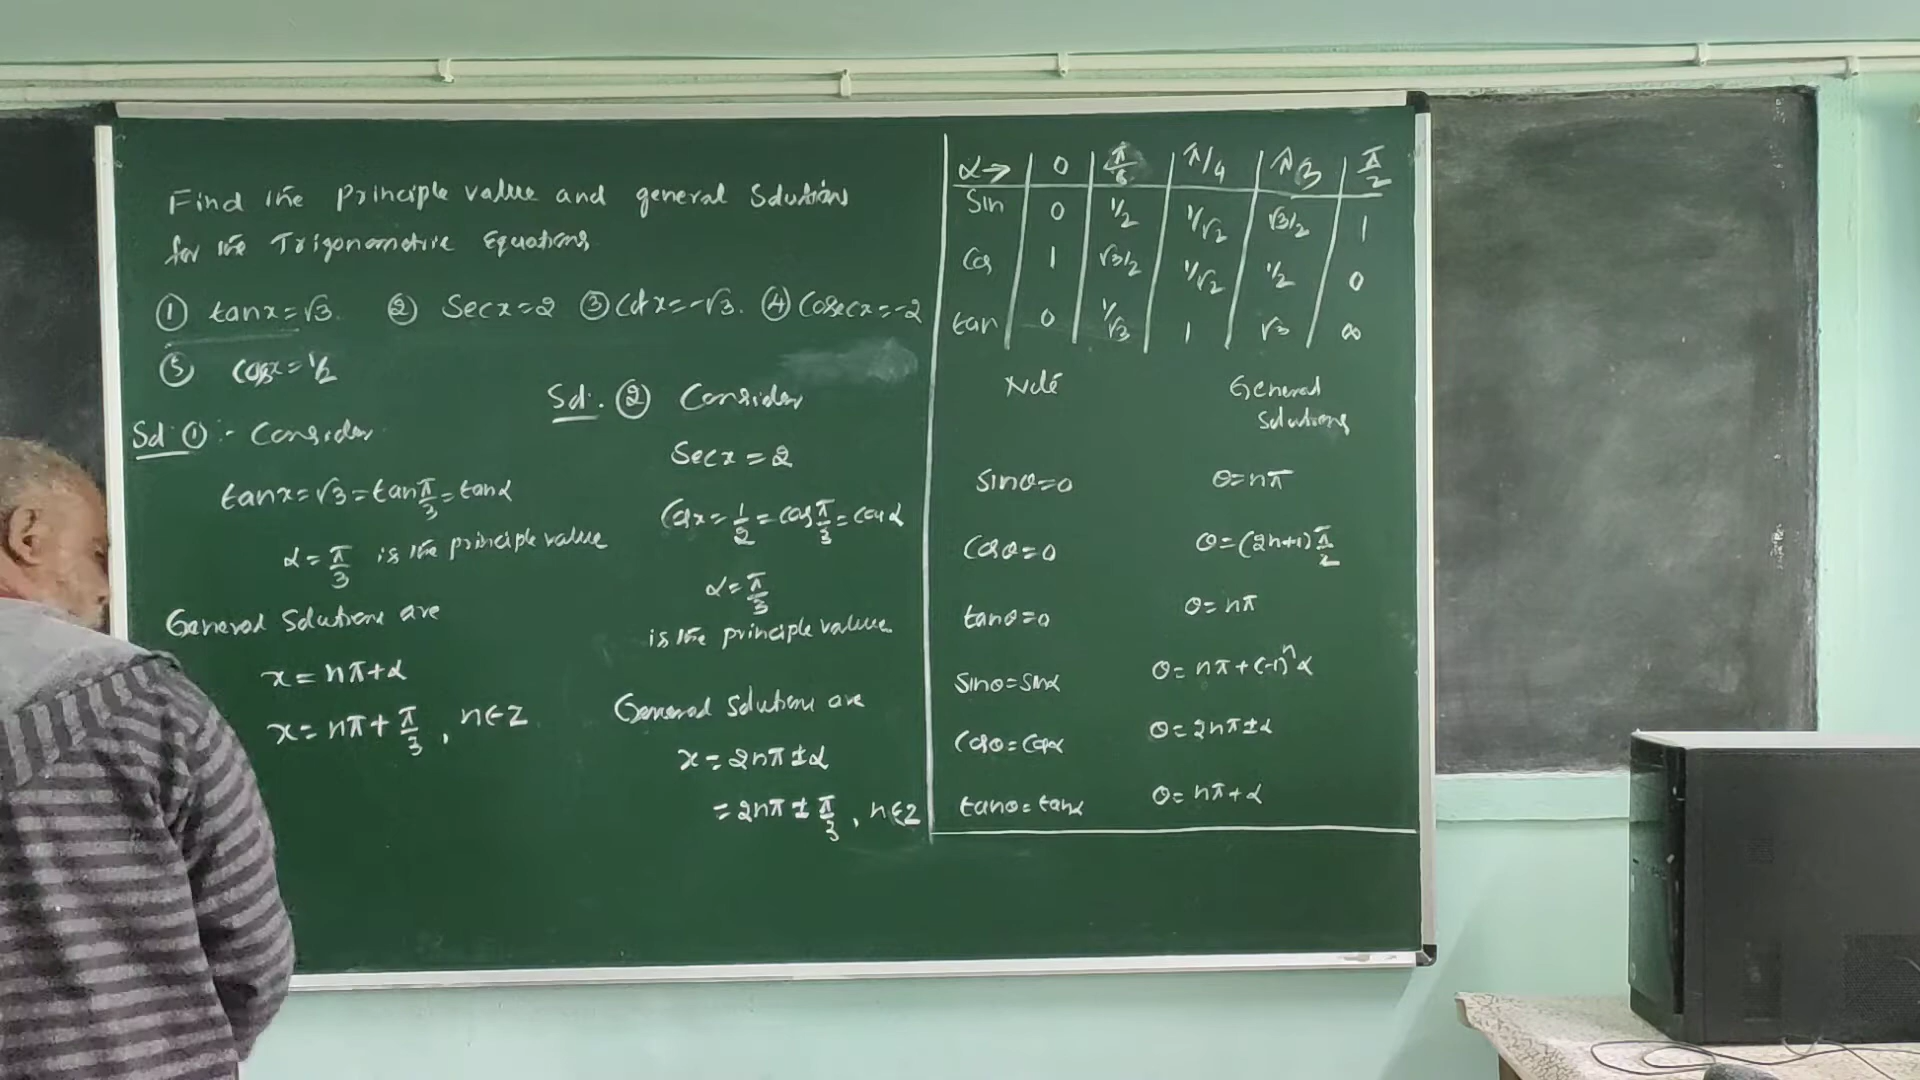 Find the Principle value and general Solutions
for the Trigonometric Equations
① tanx=√3. ② Secx=2 ③ Cotx=-√3. ④ Cosecx=-2
⑤ Cosx=1/2
Sol ① :- Consider
tanx=√3=tanπ/3=tanα
α=π/3 is the principle value
General Solutions are
x=nπ+α
x=nπ+π/3, n∈Z
Sol. ② Consider
Secx=2
Cosx=1/2=cosπ/3=cosα
α=π/3
is the principle value
General Solutions are
x=2nπ±α
=2nπ±π/3, n∈Z
α→ 0 π/6 π/4 π/3 π/2
Sin 0 1/2 1/√2 √3/2 1
Cos 1 √3/2 1/√2 1/2 0
tan 0 1/√3 1 √3 ∞
Note General
Solutions
Sinθ=0 θ=nπ
Cosθ=0 θ=(2n+1)π/2
tanθ=0 θ=nπ
Sinθ=Sinα θ=nπ+(-1)ⁿα
Cosθ=Cosα θ=2nπ±α
tanθ=tanα θ=nπ+α